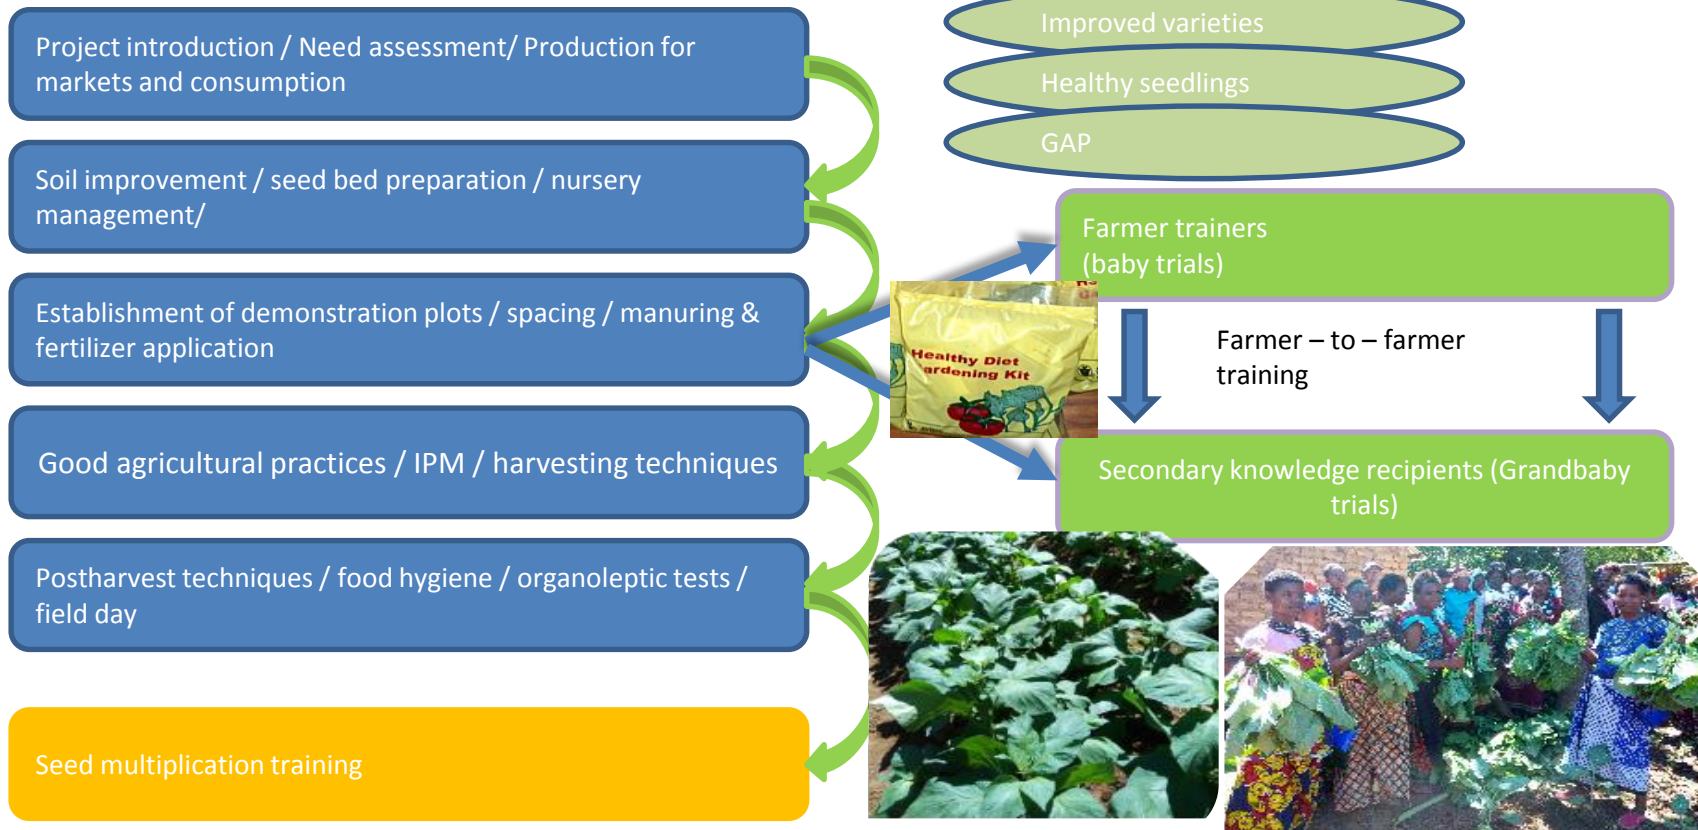 Project introduction / Need assessment/ Production for
markets and consumption
Soil improvement / seed bed preparation / nursery
management/
Establishment of demonstration plots / spacing / manuring &
fertilizer application
Good agricultural practices / IPM / harvesting techniques
Postharvest techniques / food hygiene / organoleptic tests /
field day
Seed multiplication training
Improved varieties
Healthy seedlings
GAP
Farmer trainers
(baby trials)
Farmer – to – farmer
training
Healthy Diet
ardening Kit
Secondary knowledge recipients (Grandbaby
trials)